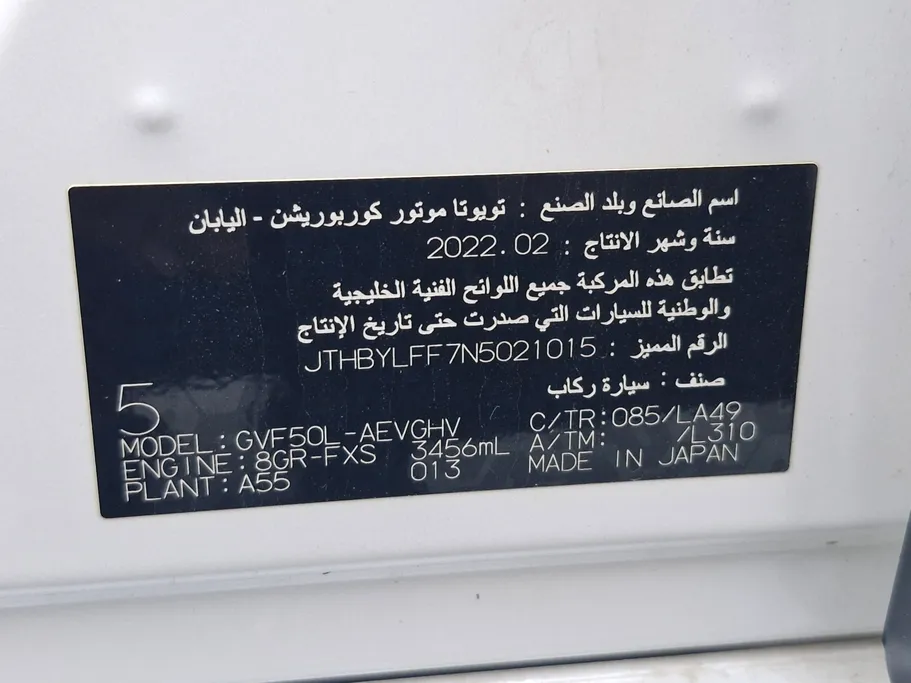 اسم الصانع وبلد الصنع : تويوتا موتور كوربوريشن - اليابان
سنة وشهر الانتاج : 2022.02
تطابق هذه المركبة جميع اللوائح الفنية الخليجية
والوطنية للسيارات التي صدرت حتى تاريخ الإنتاج
الرقم المميز : JTHBYLFF7N5021015
صنف : سيارة ركاب
5
MODEL:GVF50L-AEVGHV C/TR:085/LA49
ENGINE:8GR-FXS 3456mL A/TM: /L310
PLANT:A55 013 MADE IN JAPAN